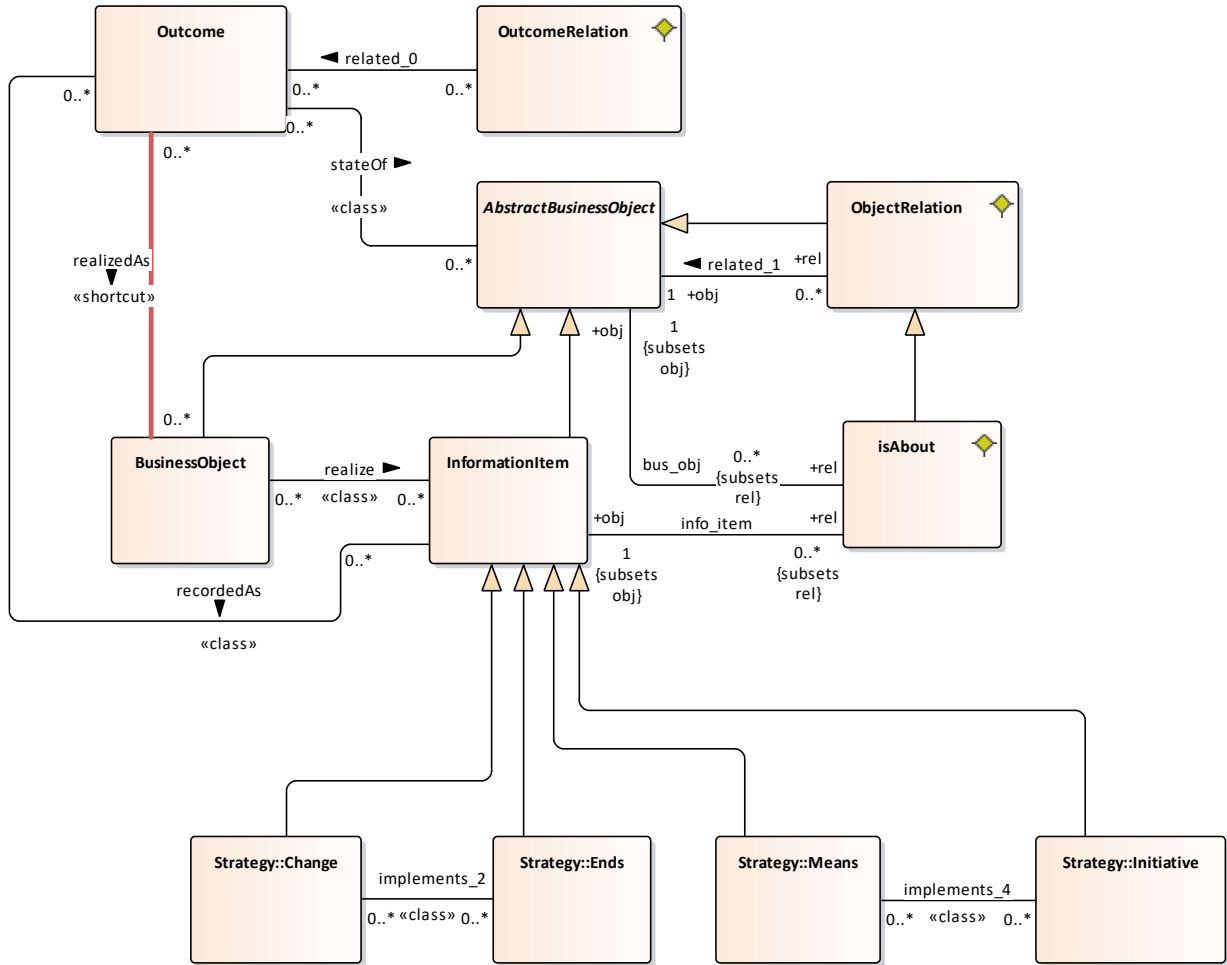 Outcome
OutcomeRelation
◄ related_0
0..*
0..*
0..*
0..*
stateOf ►
«class»
0..*
0..*
AbstractBusinessObject
ObjectRelation
◄ related_1
+rel
1
+obj
0..*
realizedAs
▼
«shortcut»
+obj
1
{subsets
obj}
0..*
BusinessObject
InformationItem
isAbout
realize ►
0..*
«class»
0..*
bus_obj
0..*
{subsets
rel}
+rel
+obj
info_item
+rel
1
{subsets
obj}
0..*
{subsets
rel}
0..*
recordedAs
▼
«class»
Strategy::Change
Strategy::Ends
Strategy::Means
Strategy::Initiative
implements_2
0..*
«class»
0..*
implements_4
0..*
«class»
0..*